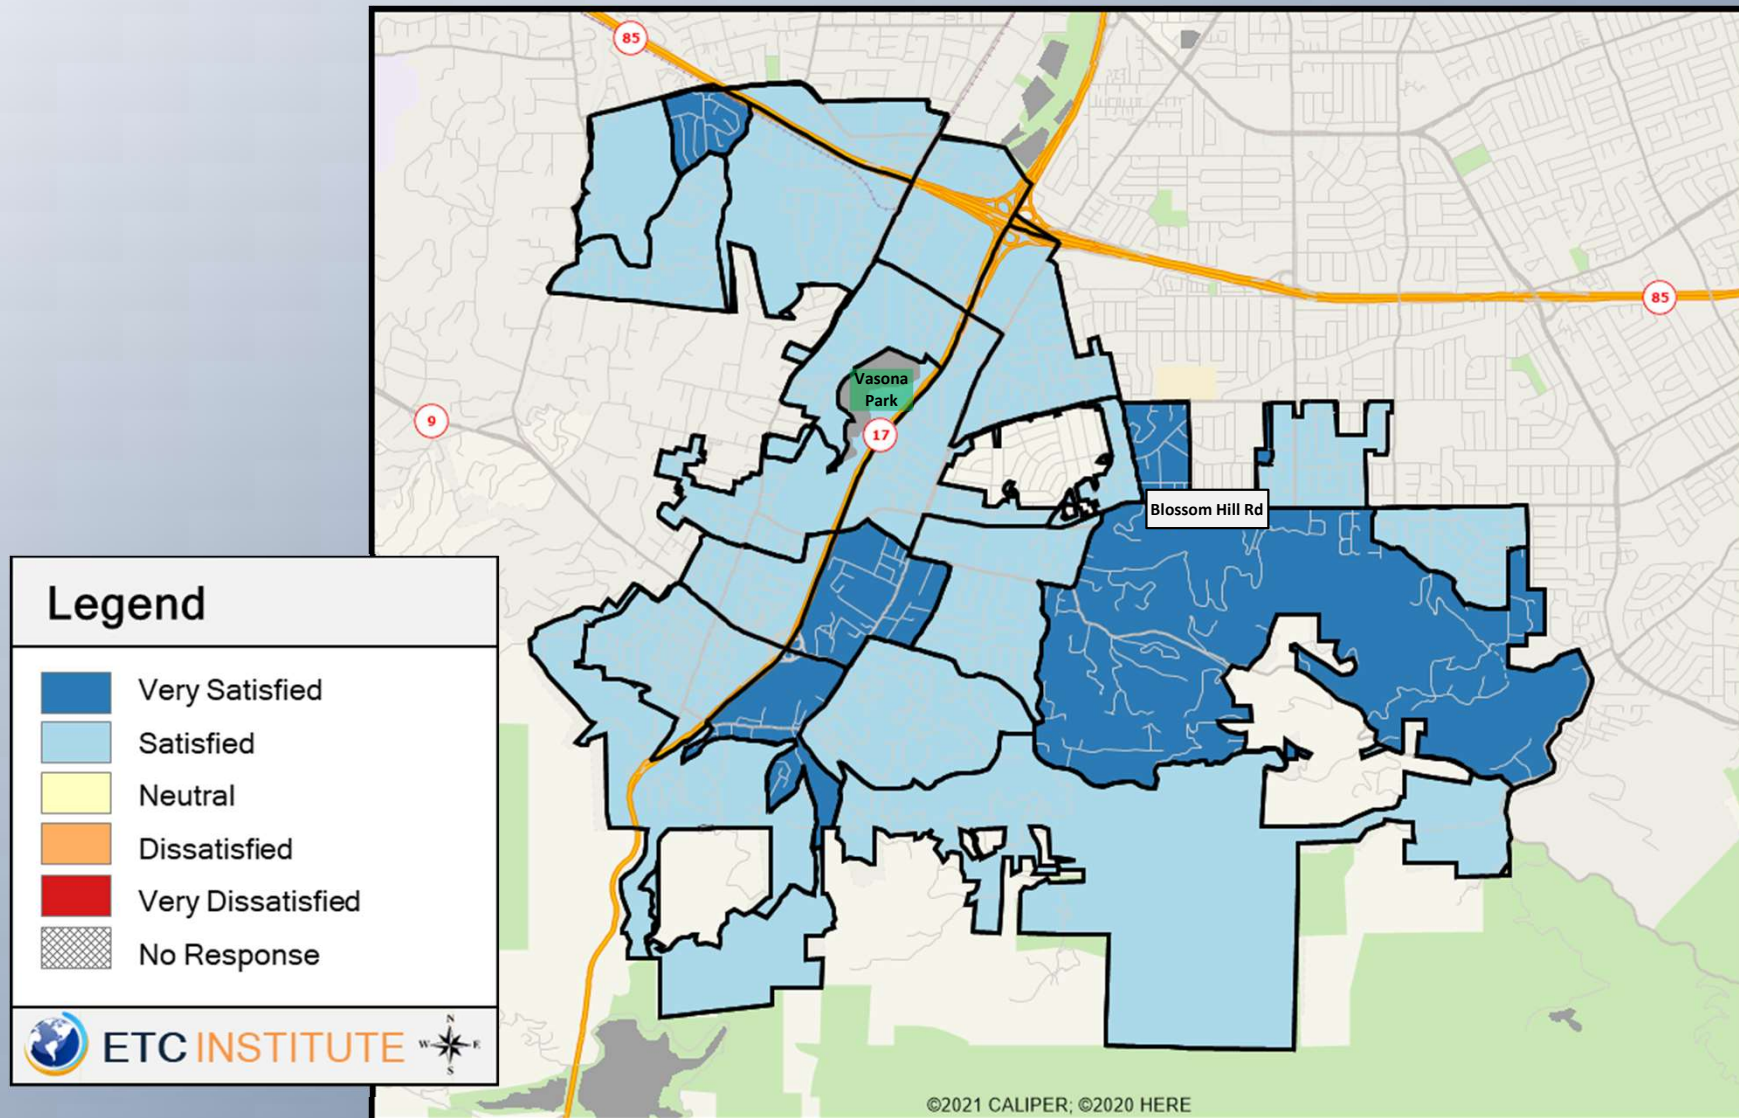 85
85
Vasona
Park
9
17
Blossom Hill Rd
Legend
Very Satisfied
Satisfied
Neutral
Dissatisfied
Very Dissatisfied
No Response
ETC INSTITUTE
N
W E
S
©2021 CALIPER; ©2020 HERE